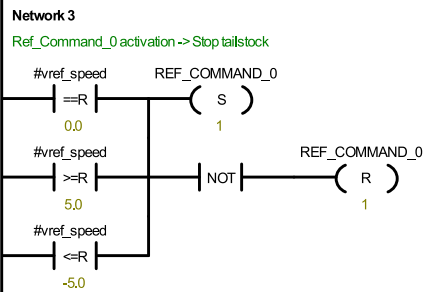 Network 3
Ref_Command_0 activation -> Stop tailstock
#vref_speed REF_COMMAND_0
==R S
0.0 1
#vref_speed REF_COMMAND_0
>=R NOT R
5.0 1
#vref_speed
<=R
-5.0